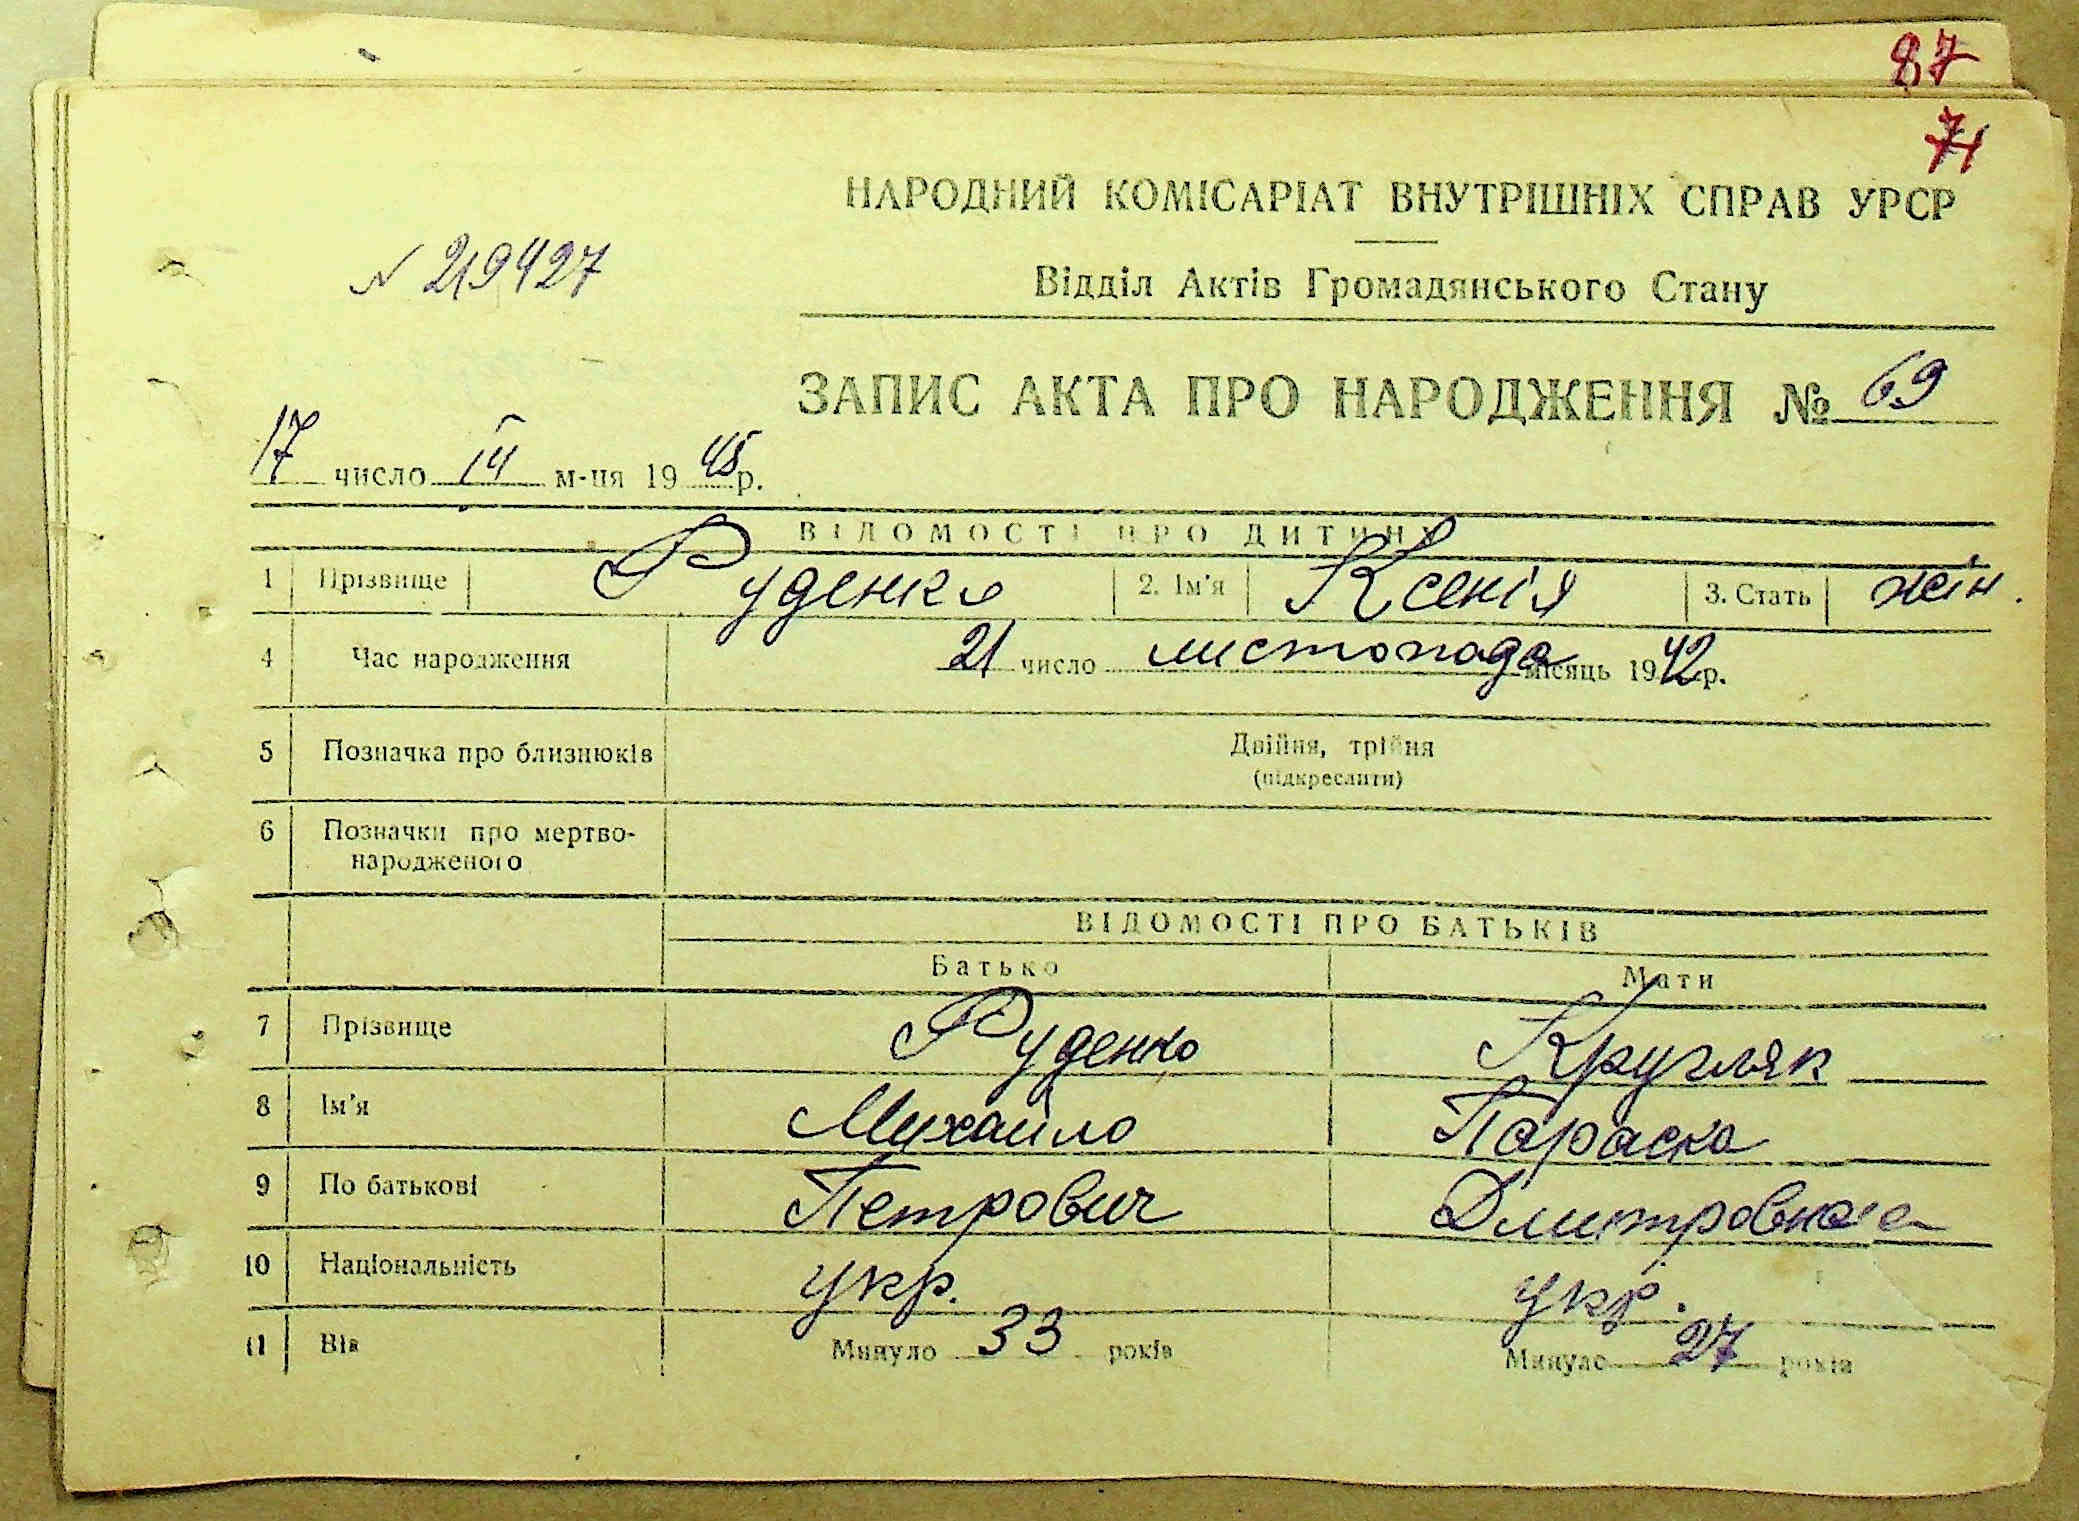 87
71
НАРОДНИЙ КОМІСАРІАТ ВНУТРІШНІХ СПРАВ УРСР
N 219427
Відділ Актів Громадянського Стану
ЗАПИС АКТА ПРО НАРОДЖЕННЯ № 69
17 число ІІІ м-ця 1945 р.
ВІДОМОСТІ ПРО ДИТИНУ
1 Прізвище Руденко 2. Ім'я Ксенія 3. Стать жін.
4 Час народження 21 число листопада місяць 1942 р.
5 Позначка про близнюків Двійня, трійня
(підкреслити)
6 Позначки про мертво-
народженого
ВІДОМОСТІ ПРО БАТЬКІВ
Батько Мати
7 Прізвище Руденко Кругляк
8 Ім'я Михайло Параска
9 По батькові Петрович Дмитровна
10 Національність укр. укр.
11 Вік Минуло 33 років Минуло 27 років